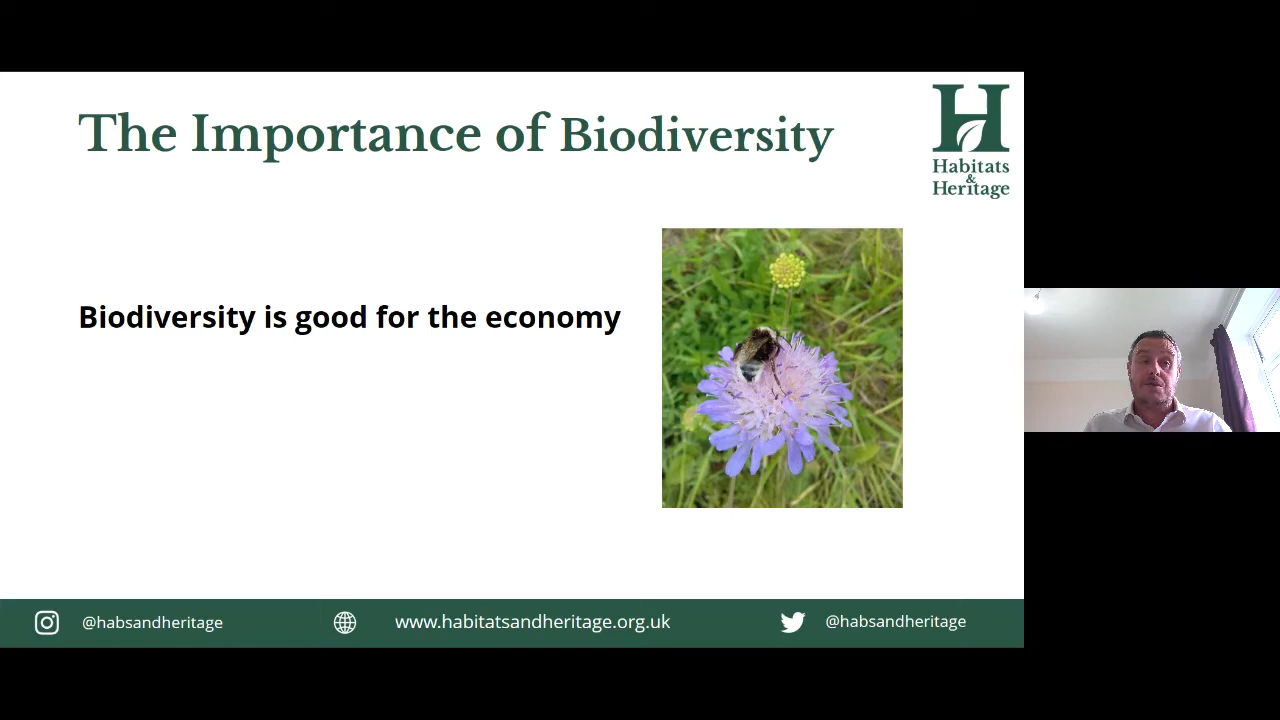 The Importance of Biodiversity
Habitats
&
Heritage
Biodiversity is good for the economy
@habsandheritage
www.habitatsandheritage.org.uk
@habsandheritage